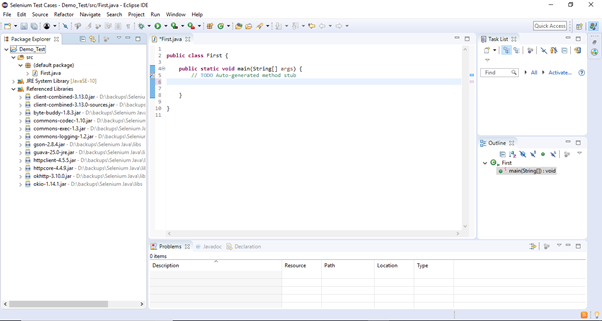 Selenium Test Cases - Demo_Test/src/First.java - Eclipse IDE
File Edit Source Refactor Navigate Search Project Run Window Help
Quick Access
Package Explorer
Demo_Test
src
(default package)
First.java
JRE System Library [JavaSE-10]
Referenced Libraries
client-combined-3.13.0.jar - D:\backups\Seleniu
client-combined-3.13.0-sources.jar - D:\backups
byte-buddy-1.8.3.jar - D:\backups\Selenium Java\
commons-codec-1.10.jar - D:\backups\Selenium
commons-exec-1.3.jar - D:\backups\Selenium Jav
commons-logging-1.2.jar - D:\backups\Selenium
gson-2.8.4.jar - D:\backups\Selenium Java\libs
guava-25.0-jre.jar - D:\backups\Selenium Java\lib
httpclient-4.5.5.jar - D:\backups\Selenium Java\li
httpcore-4.4.9.jar - D:\backups\Selenium Java\lib
okhttp-3.10.0.jar - D:\backups\Selenium Java\libs
okio-1.14.1.jar - D:\backups\Selenium Java\libs
*First.java
1
2 public class First {
3
4 public static void main(String[] args) {
5 // TODO Auto-generated method stub
6
7
8 }
9
10 }
11
Task List
Find All Activate...
Outline
First
main(String[]) : void
Problems Javadoc Declaration
0 items
Description Resource Path Location Type